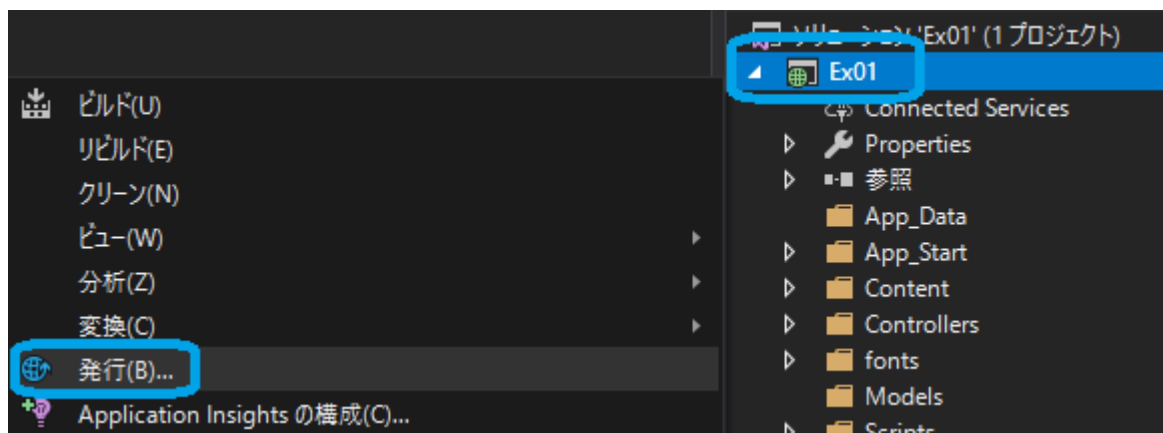 ビルド(U)
リビルド(E)
クリーン(N)
ビュー(W)
分析(Z)
変換(C)
発行(B)...
Application Insights の構成(C)...
ソリューション 'Ex01' (1 プロジェクト)
Ex01
Connected Services
Properties
参照
App_Data
App_Start
Content
Controllers
fonts
Models
Scripts